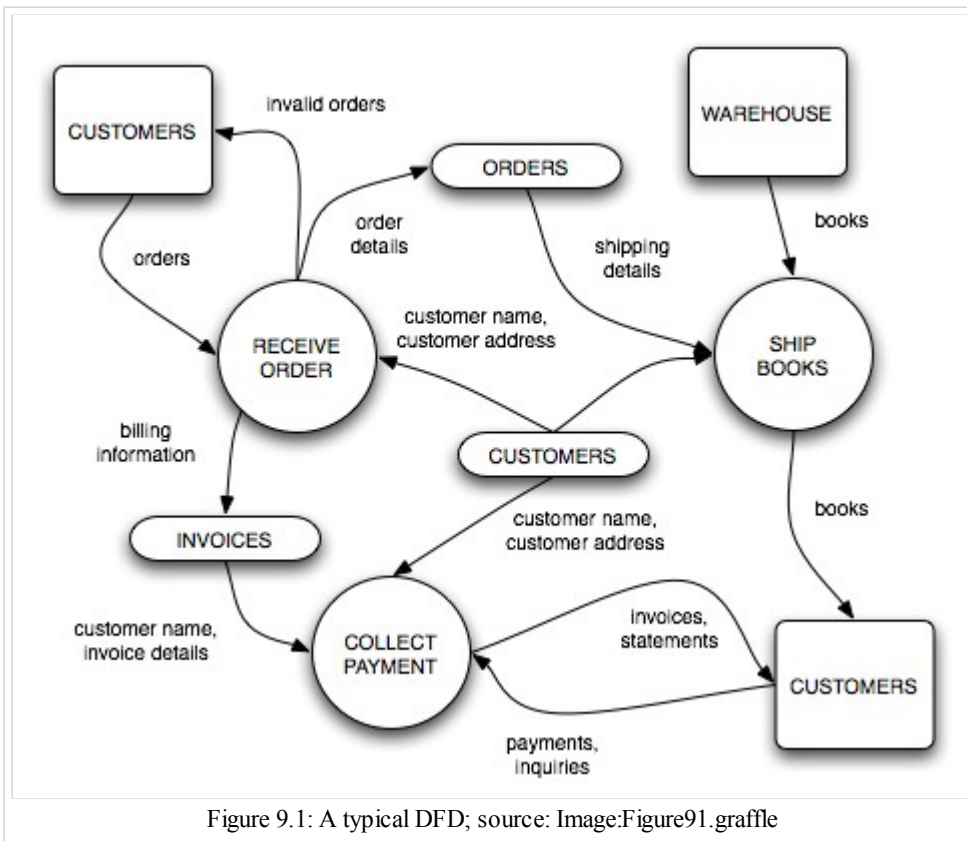 invalid orders
CUSTOMERS
WAREHOUSE
ORDERS
order
details
books
orders
shipping
details
customer name,
customer address
RECEIVE
ORDER
SHIP
BOOKS
billing
information
CUSTOMERS
books
customer name,
customer address
INVOICES
customer name,
invoice details
COLLECT
PAYMENT
invoices,
statements
CUSTOMERS
payments,
inquiries
Figure 9.1: A typical DFD; source: Image:Figure91.graffle